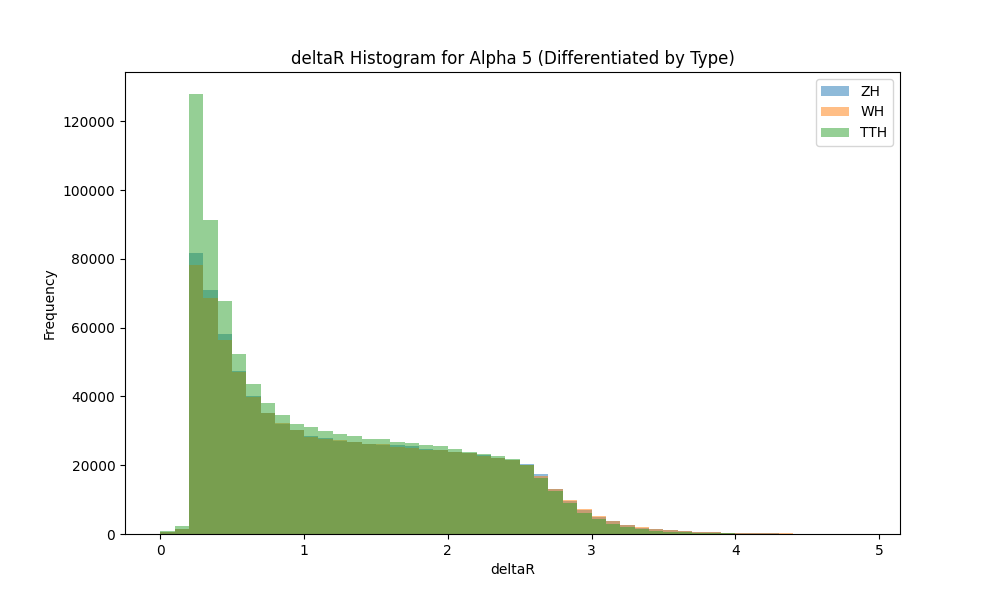 deltaR Histogram for Alpha 5 (Differentiated by Type)
ZH
WH
TTH
120000
100000
80000
60000
40000
20000
0
Frequency
0 1 2 3 4 5
deltaR